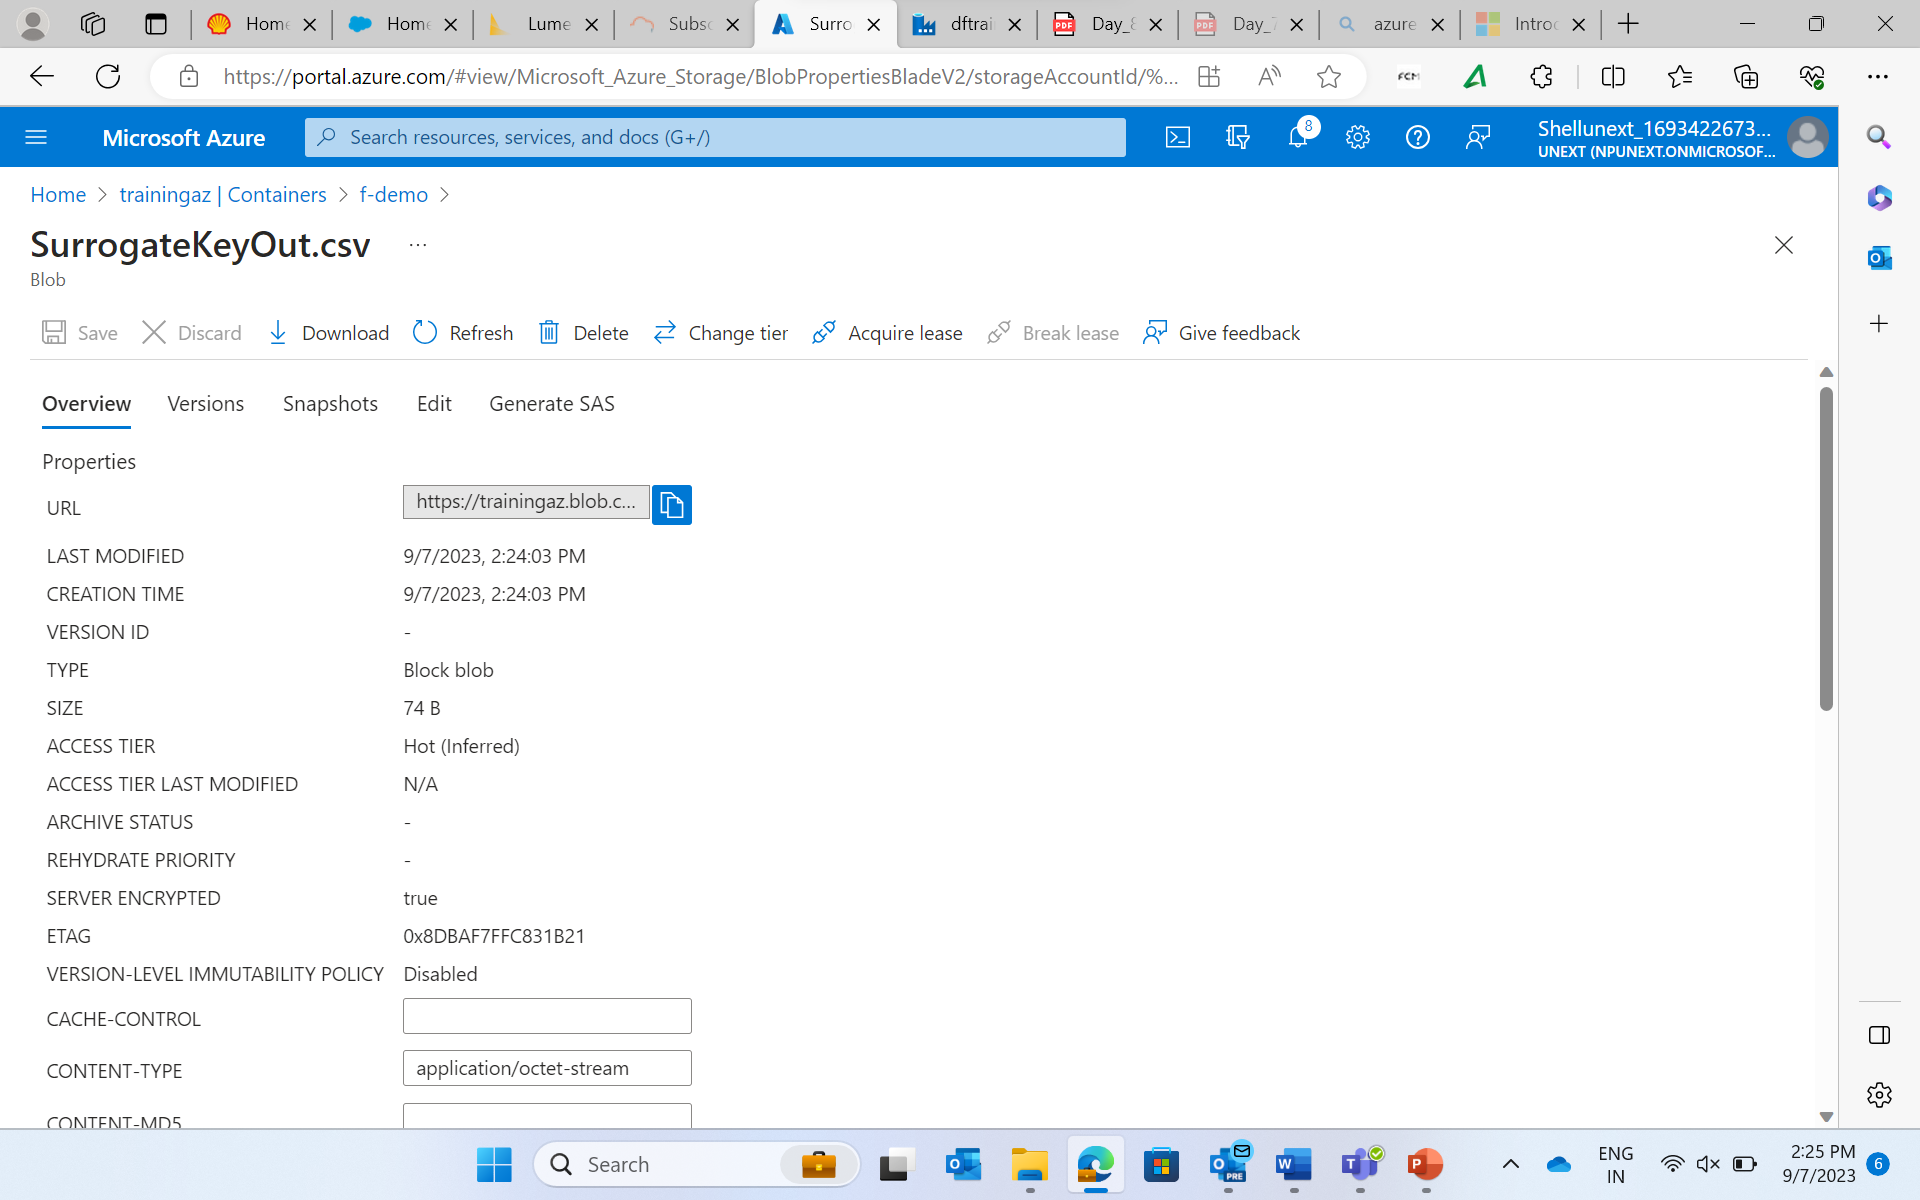 Home
Home
Lume
Subsc
Surro
dftrai
Day_8
Day_7
azure
Introd
https://portal.azure.com/#view/Microsoft_Azure_Storage/BlobPropertiesBladeV2/storageAccountId/%...
FCM
Microsoft Azure
Search resources, services, and docs (G+/)
8
Shellunext_1693422673...
UNEXT (NPUNEXT.ONMICROSOF...
Home > trainingaz | Containers > f-demo >
SurrogateKeyOut.csv ...
Blob
Save
Discard
Download
Refresh
Delete
Change tier
Acquire lease
Break lease
Give feedback
Overview
Versions
Snapshots
Edit
Generate SAS
Properties
URL https://trainingaz.blob.c...
LAST MODIFIED 9/7/2023, 2:24:03 PM
CREATION TIME 9/7/2023, 2:24:03 PM
VERSION ID -
TYPE Block blob
SIZE 74 B
ACCESS TIER Hot (Inferred)
ACCESS TIER LAST MODIFIED N/A
ARCHIVE STATUS -
REHYDRATE PRIORITY -
SERVER ENCRYPTED true
ETAG 0x8DBAF7FFC831B21
VERSION-LEVEL IMMUTABILITY POLICY Disabled
CACHE-CONTROL
CONTENT-TYPE application/octet-stream
CONTENT-MD5
Search
PRE
ENG
IN
2:25 PM
9/7/2023
6